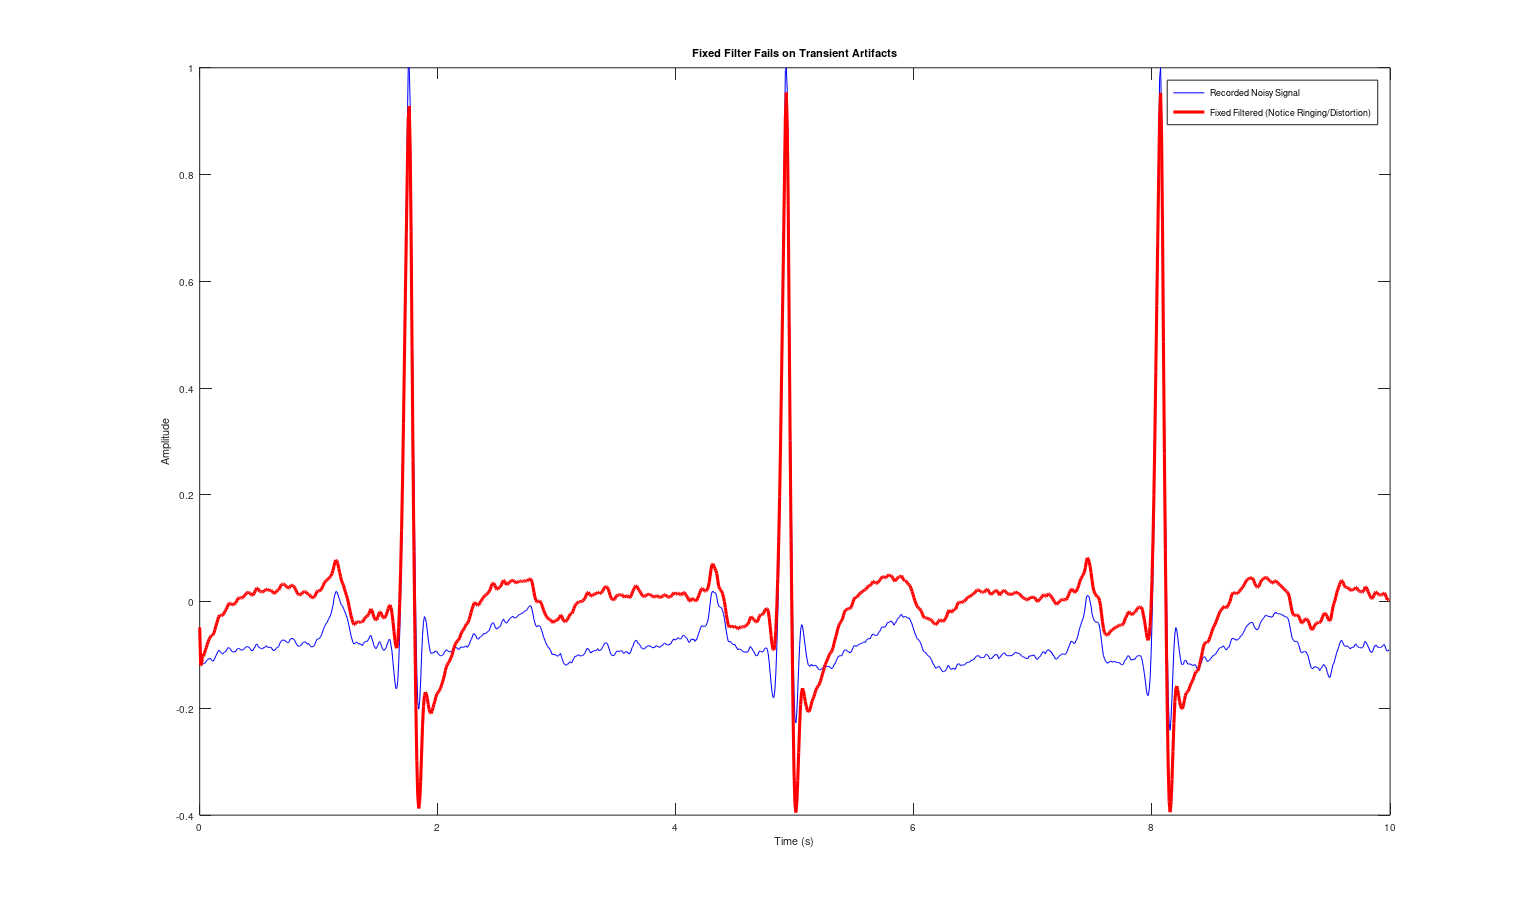 Fixed Filter Fails on Transient Artifacts
Recorded Noisy Signal
Fixed Filtered (Notice Ringing/Distortion)
Amplitude
1
0.8
0.6
0.4
0.2
0
-0.2
-0.4
0
2
4
6
8
10
Time (s)